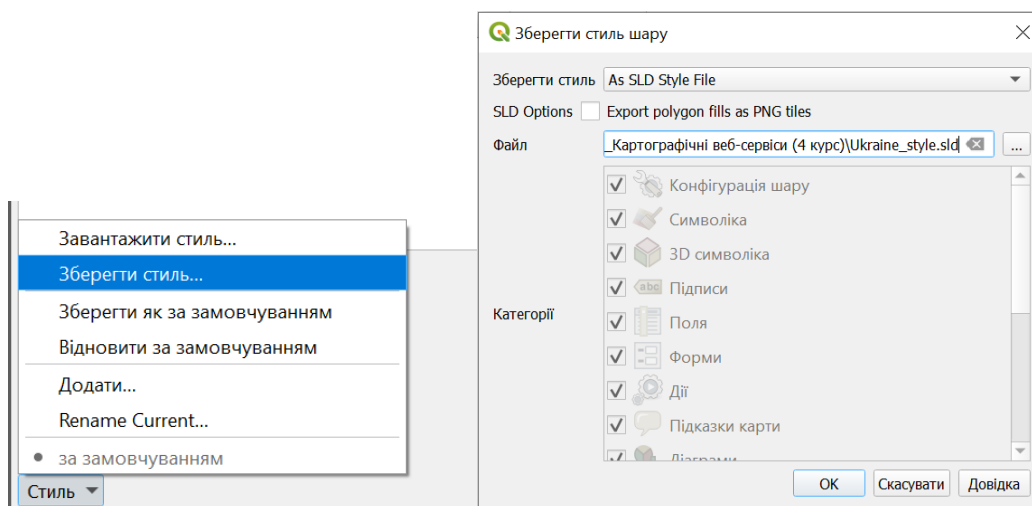 Завантажити стиль...
Зберегти стиль...
Зберегти як за замовчуванням
Відновити за замовчуванням
Додати...
Rename Current...
за замовчуванням
Стиль
Зберегти стиль шару
Зберегти стиль As SLD Style File
SLD Options Export polygon fills as PNG tiles
Файл _Картографічні веб-сервіси (4 курс)\Ukraine_style.sld ...
Конфігурація шару
Символіка
3D символіка
abc Підписи
Категорії
Поля
Форми
Дії
Підказки карти
Діаграми
OK Скасувати Довідка